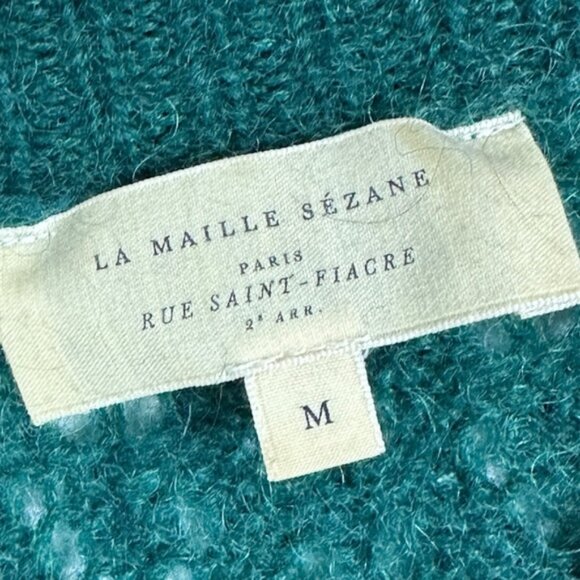 LA MAILLE SÉZANE
PARIS
RUE SAINT-FIACRE
2ᵉ ARR.
M